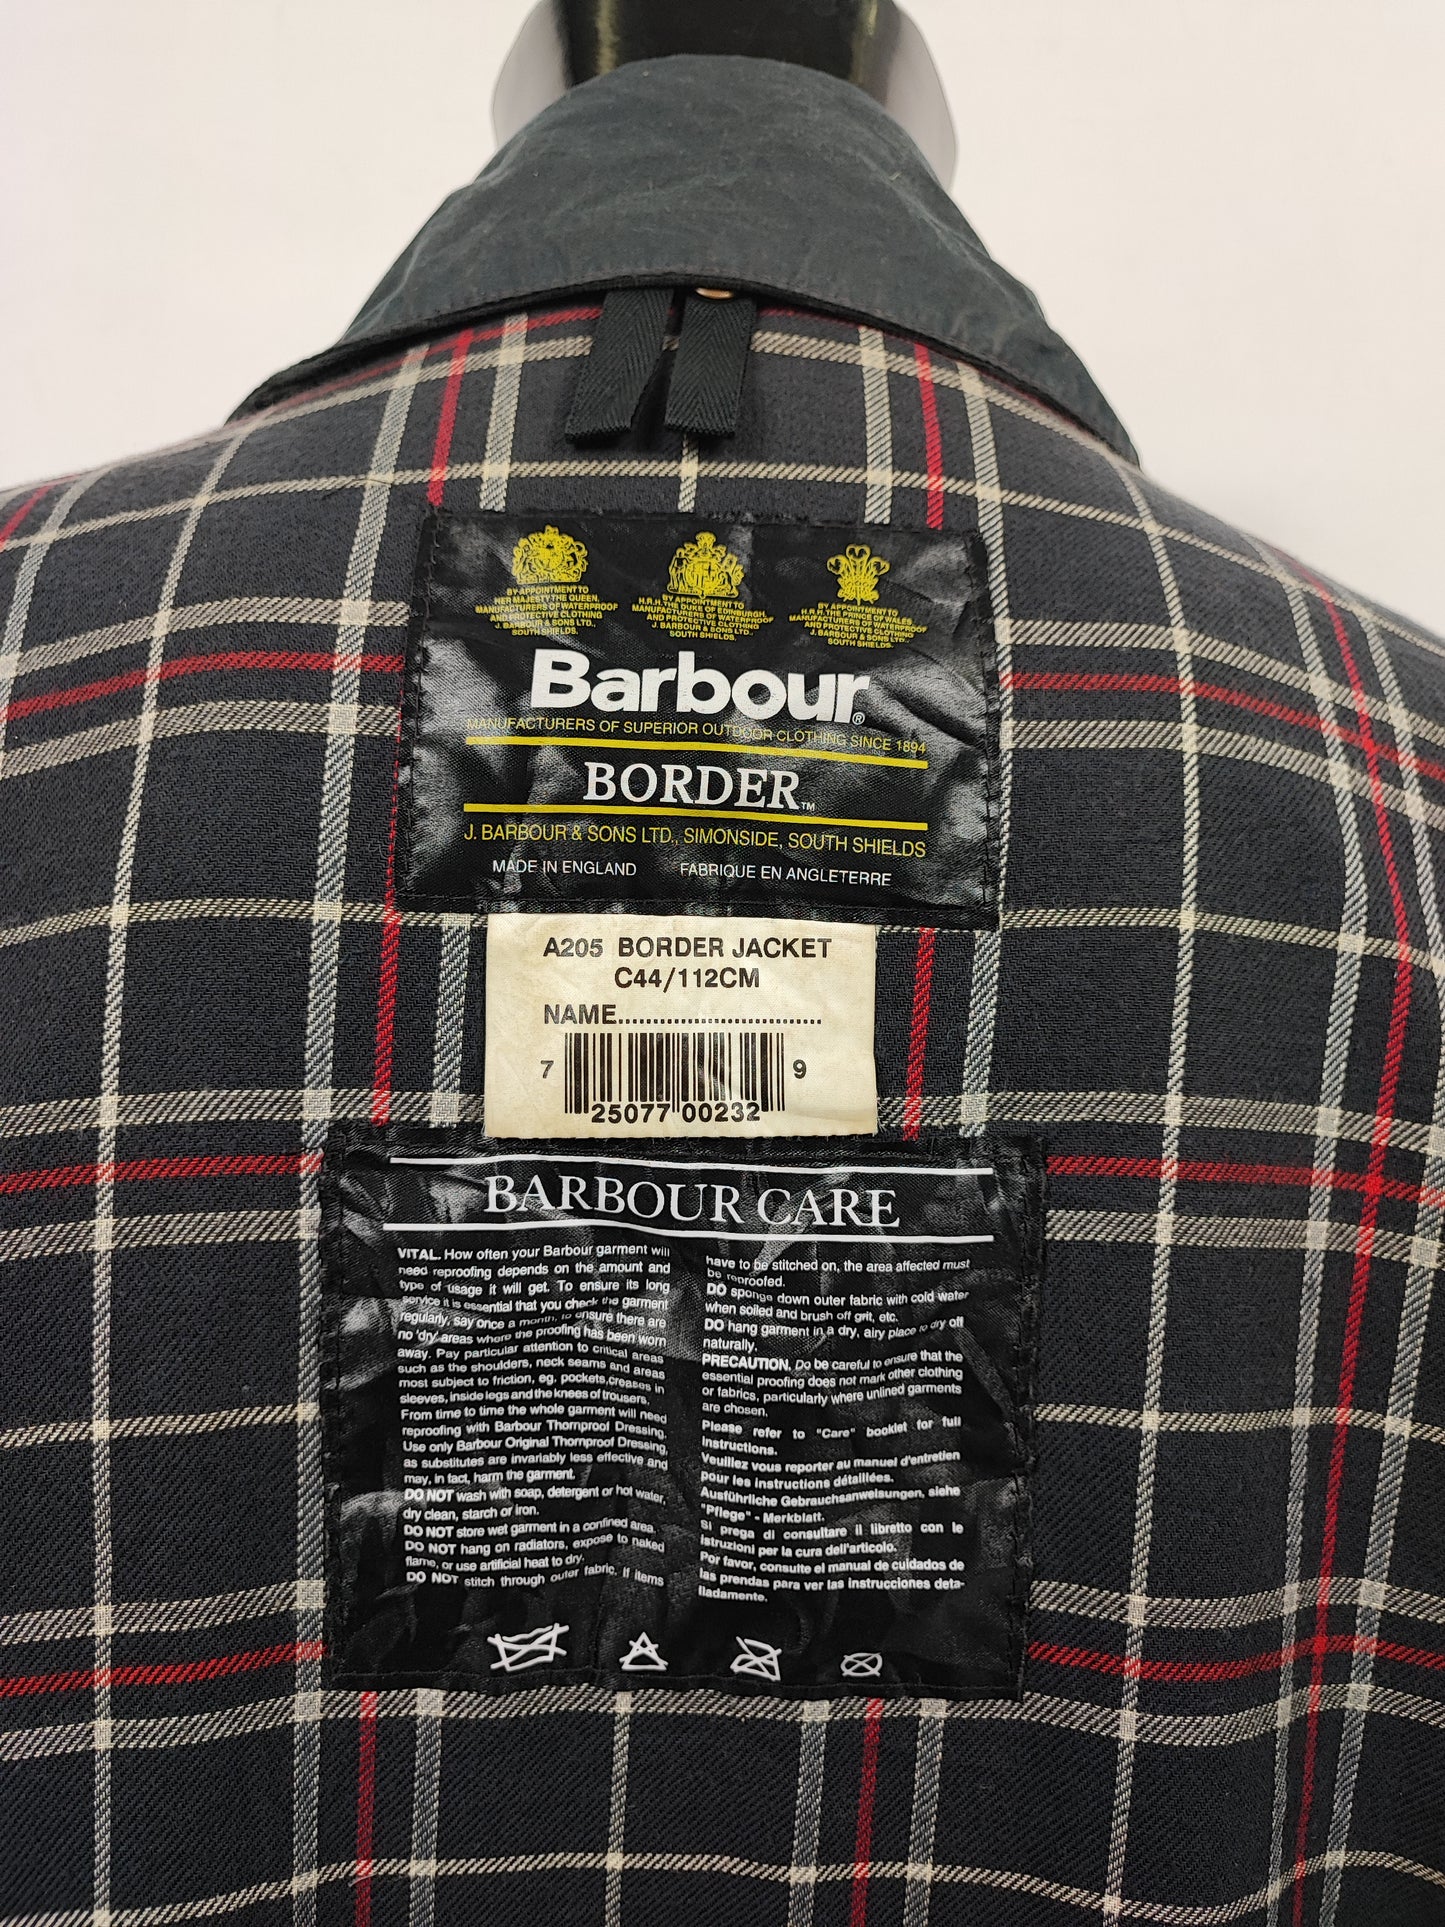 BY APPOINTMENT TO
HER MAJESTY THE QUEEN,
MANUFACTURERS OF WATERPROOF
AND PROTECTIVE CLOTHING
J. BARBOUR & SONS LTD.,
SOUTH SHIELDS.
BY APPOINTMENT TO
H.R.H. THE DUKE OF EDINBURGH,
MANUFACTURERS OF WATERPROOF
AND PROTECTIVE CLOTHING
J. BARBOUR & SONS LTD.,
SOUTH SHIELDS.
BY APPOINTMENT TO
H.R.H. THE PRINCE OF WALES
MANUFACTURERS OF WATERPROOF
AND PROTECTIVE CLOTHING
J. BARBOUR & SONS LTD.,
SOUTH SHIELDS.
Barbour®
MANUFACTURERS OF SUPERIOR OUTDOOR CLOTHING SINCE 1894
BORDER™
J. BARBOUR & SONS LTD., SIMONSIDE, SOUTH SHIELDS
MADE IN ENGLAND FABRIQUE EN ANGLETERRE
A205 BORDER JACKET
C44/112CM
NAME..............................
7 25077 00232 9
BARBOUR CARE
VITAL. How often your Barbour garment will
need reproofing depends on the amount and
type of usage it will get. To ensure its long
service it is essential that you check the garment
regularly, say once a month, to ensure there are
no 'dry' areas where the proofing has been worn
away. Pay particular attention to critical areas
such as the shoulders, neck seams and areas
most subject to friction, eg. pockets,creases in
sleeves, inside legs and the knees of trousers.
From time to time the whole garment will need
reproofing with Barbour Thornproof Dressing.
Use only Barbour Original Thornproof Dressing,
as substitutes are invariably less effective and
may, in fact, harm the garment.
DO NOT wash with soap, detergent or hot water,
dry clean, starch or iron.
DO NOT store wet garment in a confined area.
DO NOT hang on radiators, expose to naked
flame, or use artificial heat to dry.
DO NOT stitch through outer fabric. If items
have to be stitched on, the area affected must
be reproofed.
DO sponge down outer fabric with cold water
when soiled and brush off grit, etc.
DO hang garment in a dry, airy place to dry off
naturally.
PRECAUTION. Do be careful to ensure that the
essential proofing does not mark other clothing
or fabrics, particularly where unlined garments
are chosen.
Please refer to "Care" booklet for full
instructions.
Veuillez vous reporter au manuel d'entretien
pour les instructions détaillées.
Ausführliche Gebrauchsanweisungen, siehe
"Pflege" - Merkblatt.
Si prega di consultare il libretto con le
istruzioni per la cura dell'articolo.
Por favor, consulte el manual de cuidados de
las prendas para ver las instrucciones deta-
lladamente.